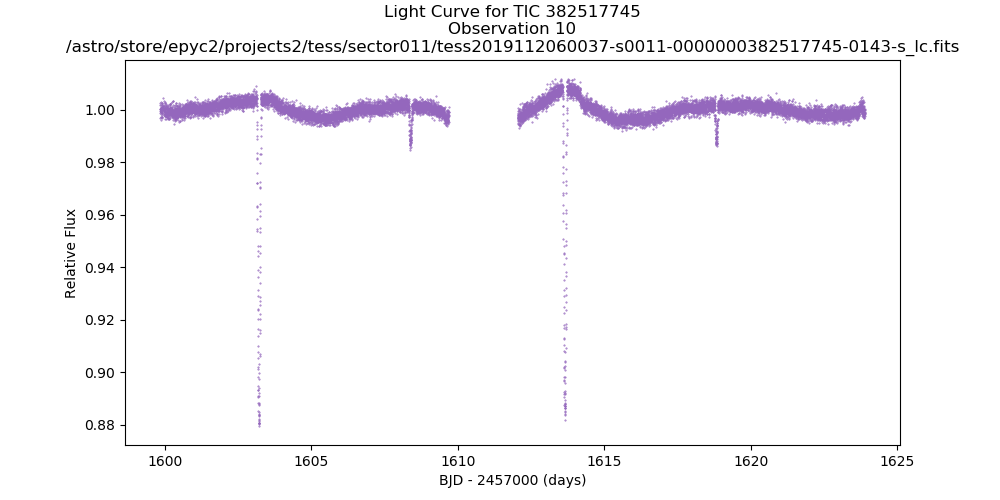 Light Curve for TIC 382517745
Observation 10
/astro/store/epyc2/projects2/tess/sector011/tess2019112060037-s0011-0000000382517745-0143-s_lc.fits
Relative Flux
1.00
0.98
0.96
0.94
0.92
0.90
0.88
1600
1605
1610
1615
1620
1625
BJD - 2457000 (days)